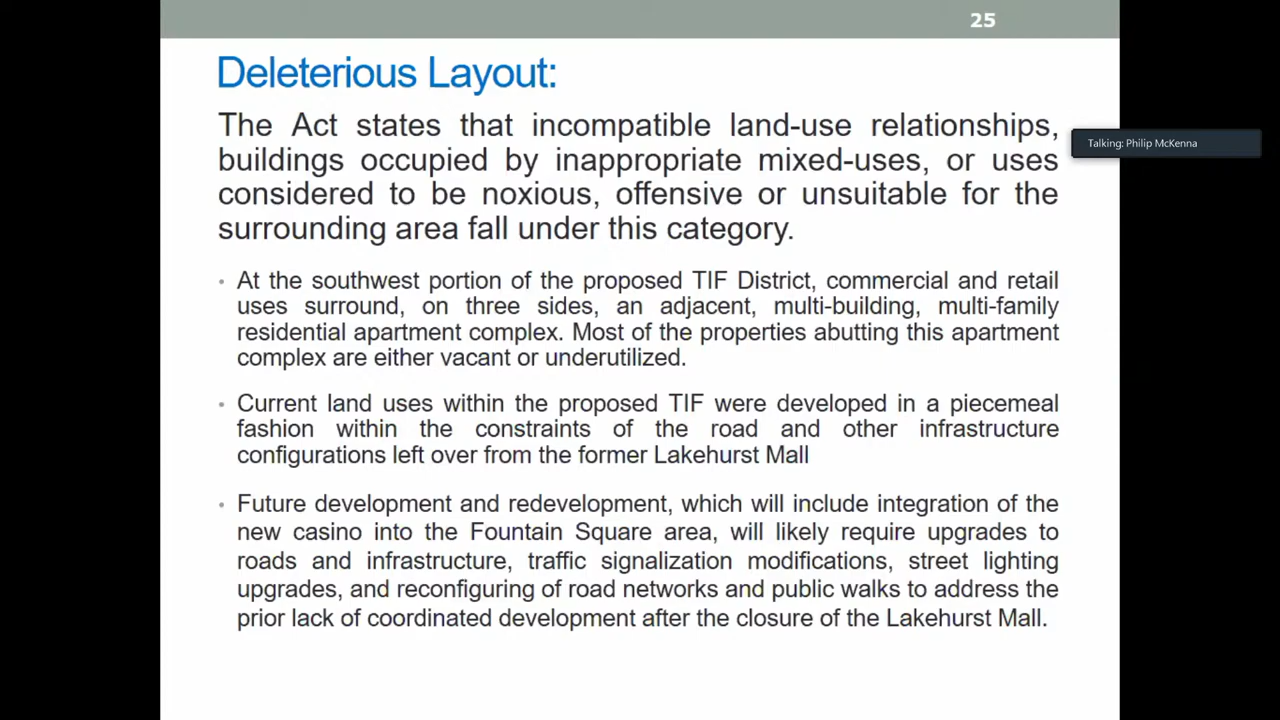 25
Deleterious Layout:
The Act states that incompatible land-use relationships,
buildings occupied by inappropriate mixed-uses, or uses
considered to be noxious, offensive or unsuitable for the
surrounding area fall under this category.
Talking: Philip McKenna
• At the southwest portion of the proposed TIF District, commercial and retail
uses surround, on three sides, an adjacent, multi-building, multi-family
residential apartment complex. Most of the properties abutting this apartment
complex are either vacant or underutilized.
• Current land uses within the proposed TIF were developed in a piecemeal
fashion within the constraints of the road and other infrastructure
configurations left over from the former Lakehurst Mall
• Future development and redevelopment, which will include integration of the
new casino into the Fountain Square area, will likely require upgrades to
roads and infrastructure, traffic signalization modifications, street lighting
upgrades, and reconfiguring of road networks and public walks to address the
prior lack of coordinated development after the closure of the Lakehurst Mall.